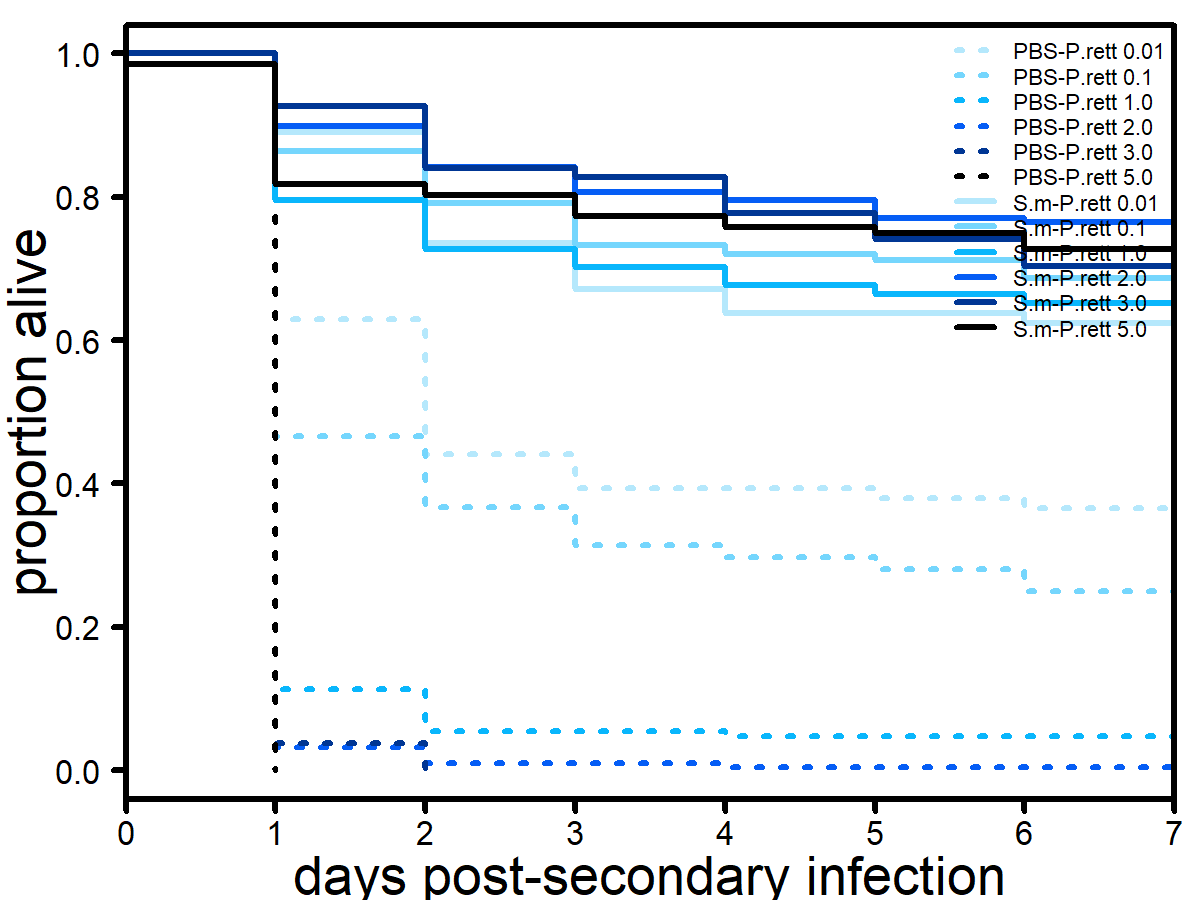 1.0
0.8
0.6
0.4
0.2
0.0
proportion alive
PBS-P.rett 0.01
PBS-P.rett 0.1
PBS-P.rett 1.0
PBS-P.rett 2.0
PBS-P.rett 3.0
PBS-P.rett 5.0
S.m-P.rett 0.01
S.m-P.rett 0.1
S.m-P.rett 1.0
S.m-P.rett 2.0
S.m-P.rett 3.0
S.m-P.rett 5.0
0 1 2 3 4 5 6 7
days post-secondary infection